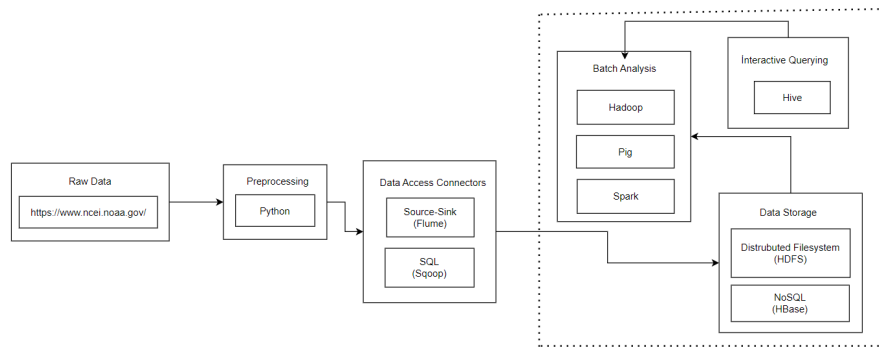 Raw Data
https://www.ncei.noaa.gov/
Preprocessing
Python
Data Access Connectors
Source-Sink
(Flume)
SQL
(Sqoop)
Batch Analysis
Hadoop
Pig
Spark
Interactive Querying
Hive
Data Storage
Distrubuted Filesystem
(HDFS)
NoSQL
(HBase)